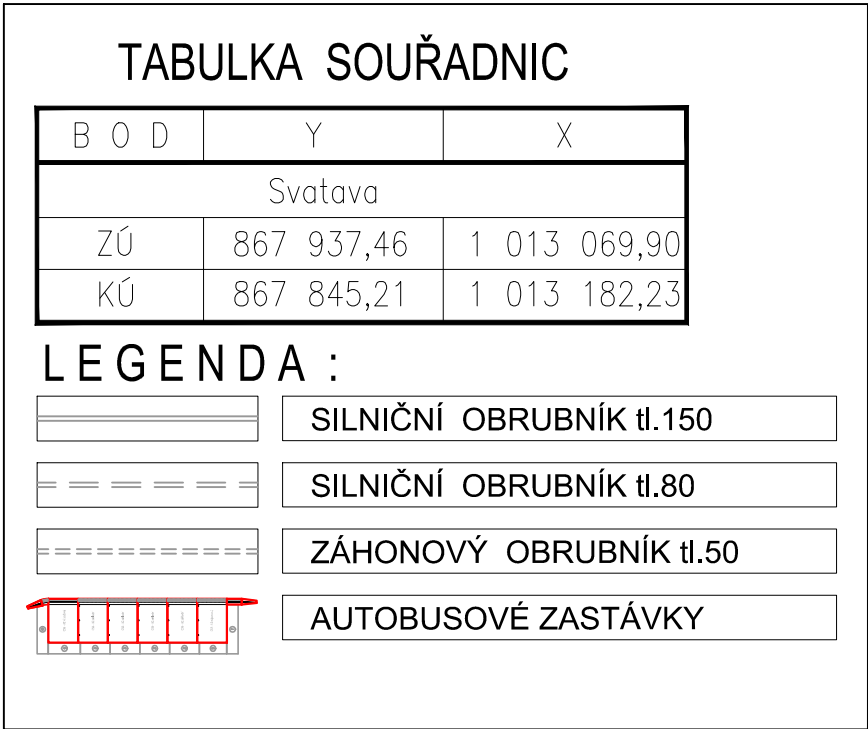 TABULKA SOUŘADNIC
B O D Y X
Svatava
ZÚ 867 937,46 1 013 069,90
KÚ 867 845,21 1 013 182,23
LEGENDA :
SILNIČNÍ OBRUBNÍK tl.150
SILNIČNÍ OBRUBNÍK tl.80
ZÁHONOVÝ OBRUBNÍK tl.50
AUTOBUSOVÉ ZASTÁVKY